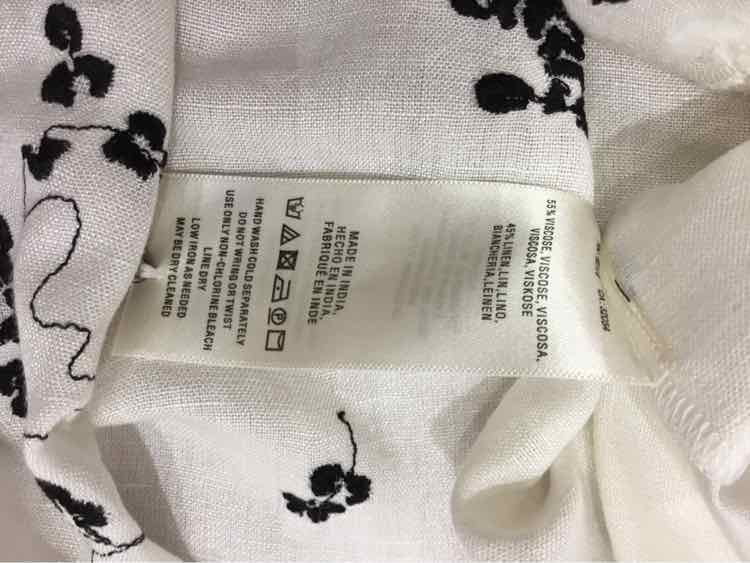 55% VISCOSE, VISCOSE, VISCOSA,
VISCOSA, VISKOSE
45% LINEN, LIN, LINO,
BIANCHERIA, LEINEN
MADE IN INDIA,
HECHO EN INDIA,
FABRIQUÉ EN INDE
HAND WASH COLD SEPARATELY
DO NOT WRING OR TWIST
USE ONLY NON-CHLORINE BLEACH
LINE DRY
LOW IRON AS NEEDED
MAY BE DRY CLEANED